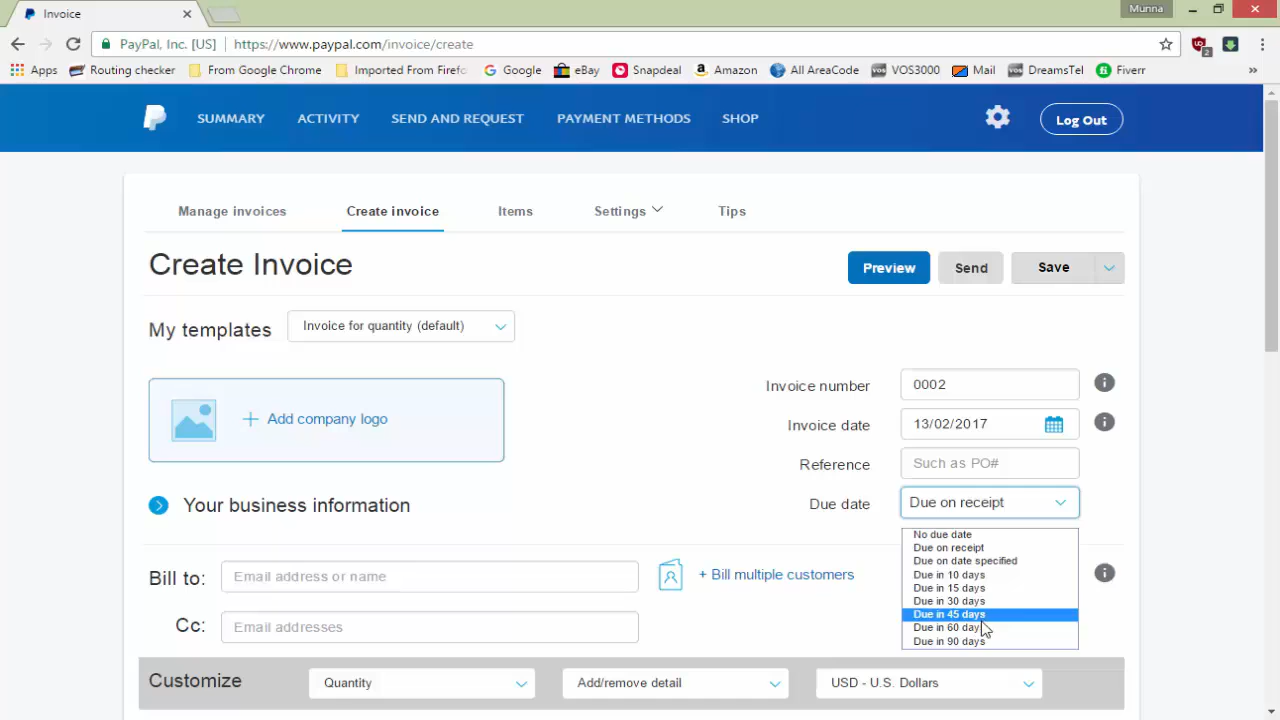 Invoice
Munna
PayPal, Inc. [US] https://www.paypal.com/invoice/create
2
Apps Routing checker From Google Chrome Imported From Firefo Google eBay Snapdeal Amazon All AreaCode VOS3000 Mail DreamsTel Fiverr »
SUMMARY ACTIVITY SEND AND REQUEST PAYMENT METHODS SHOP Log Out
Manage invoices Create invoice Items Settings Tips
Create Invoice Preview Send Save
My templates Invoice for quantity (default)
Invoice number 0002
+ Add company logo
Invoice date 13/02/2017
Reference Such as PO#
Your business information
Due date Due on receipt
No due date
Due on receipt
Due on date specified
Due in 10 days
Due in 15 days
Due in 30 days
Due in 45 days
Due in 60 days
Due in 90 days
Bill to: Email address or name + Bill multiple customers
Cc: Email addresses
Customize Quantity Add/remove detail USD - U.S. Dollars